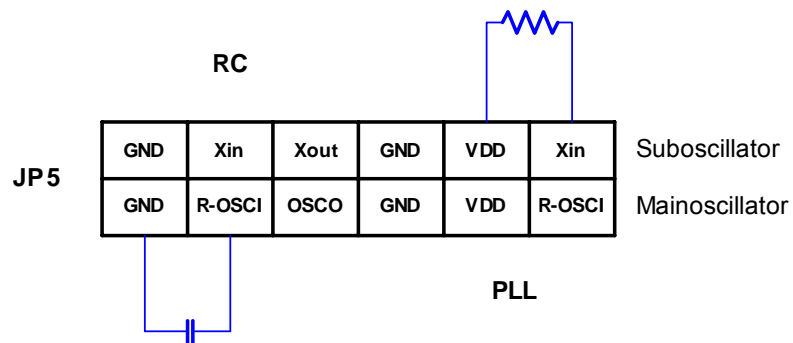 RC
GND Xin Xout GND VDD Xin Suboscillator
JP5
GND R-OSCI OSCO GND VDD R-OSCI Mainoscillator
PLL